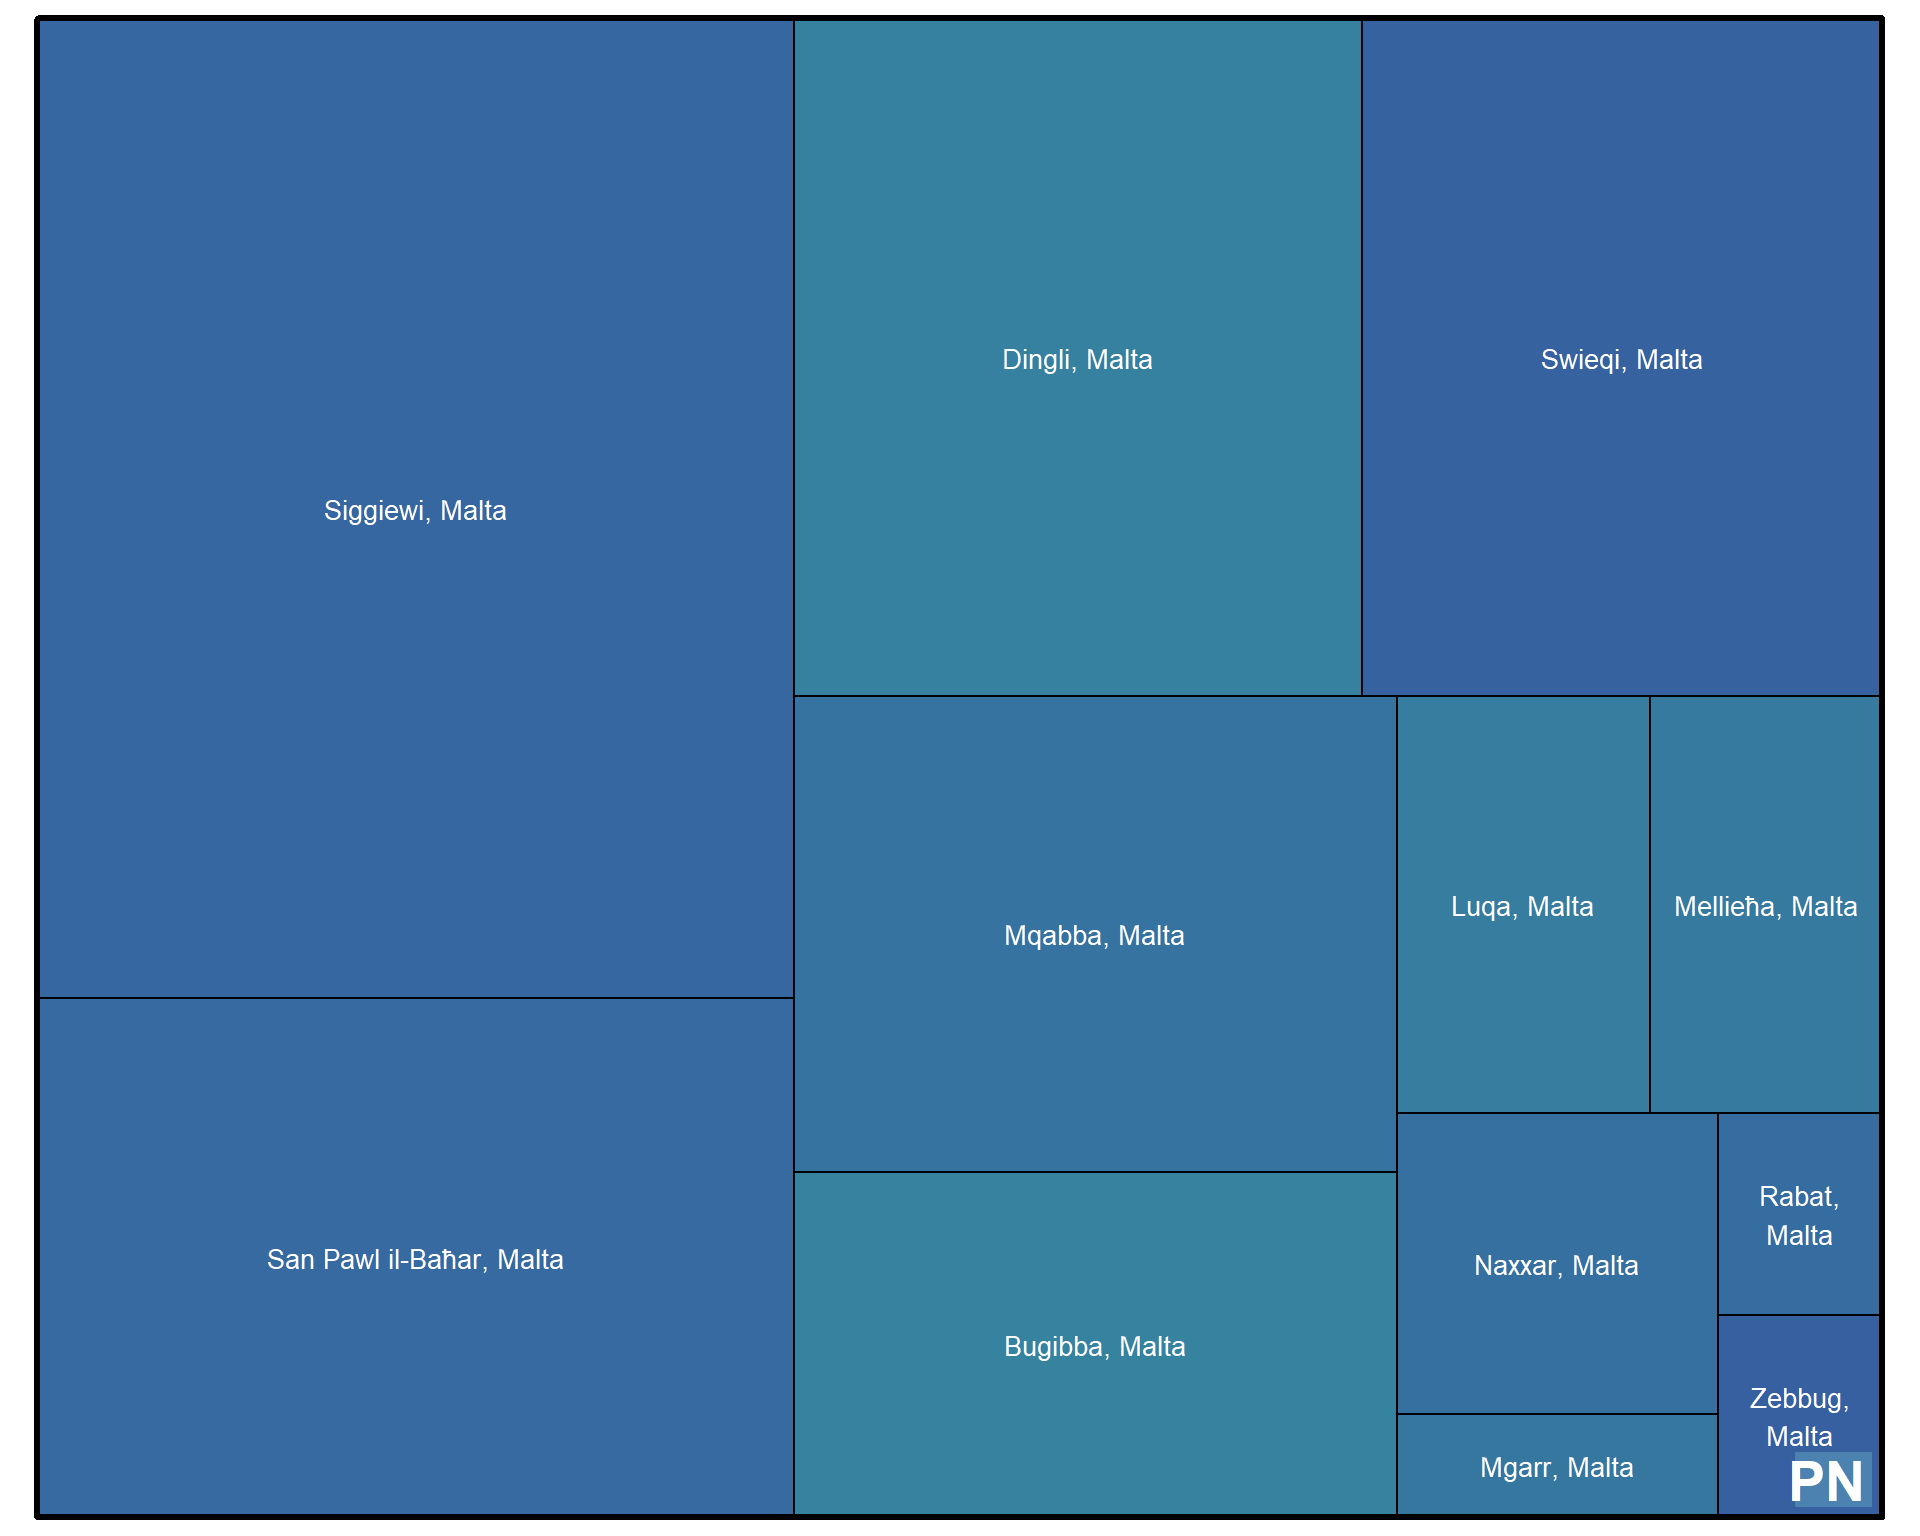 Siggiewi, Malta
San Pawl il-Baħar, Malta
Dingli, Malta
Swieqi, Malta
Mqabba, Malta
Bugibba, Malta
Luqa, Malta
Mellieħa, Malta
Naxxar, Malta
Mgarr, Malta
Rabat,
Malta
Zebbug,
Malta
PN